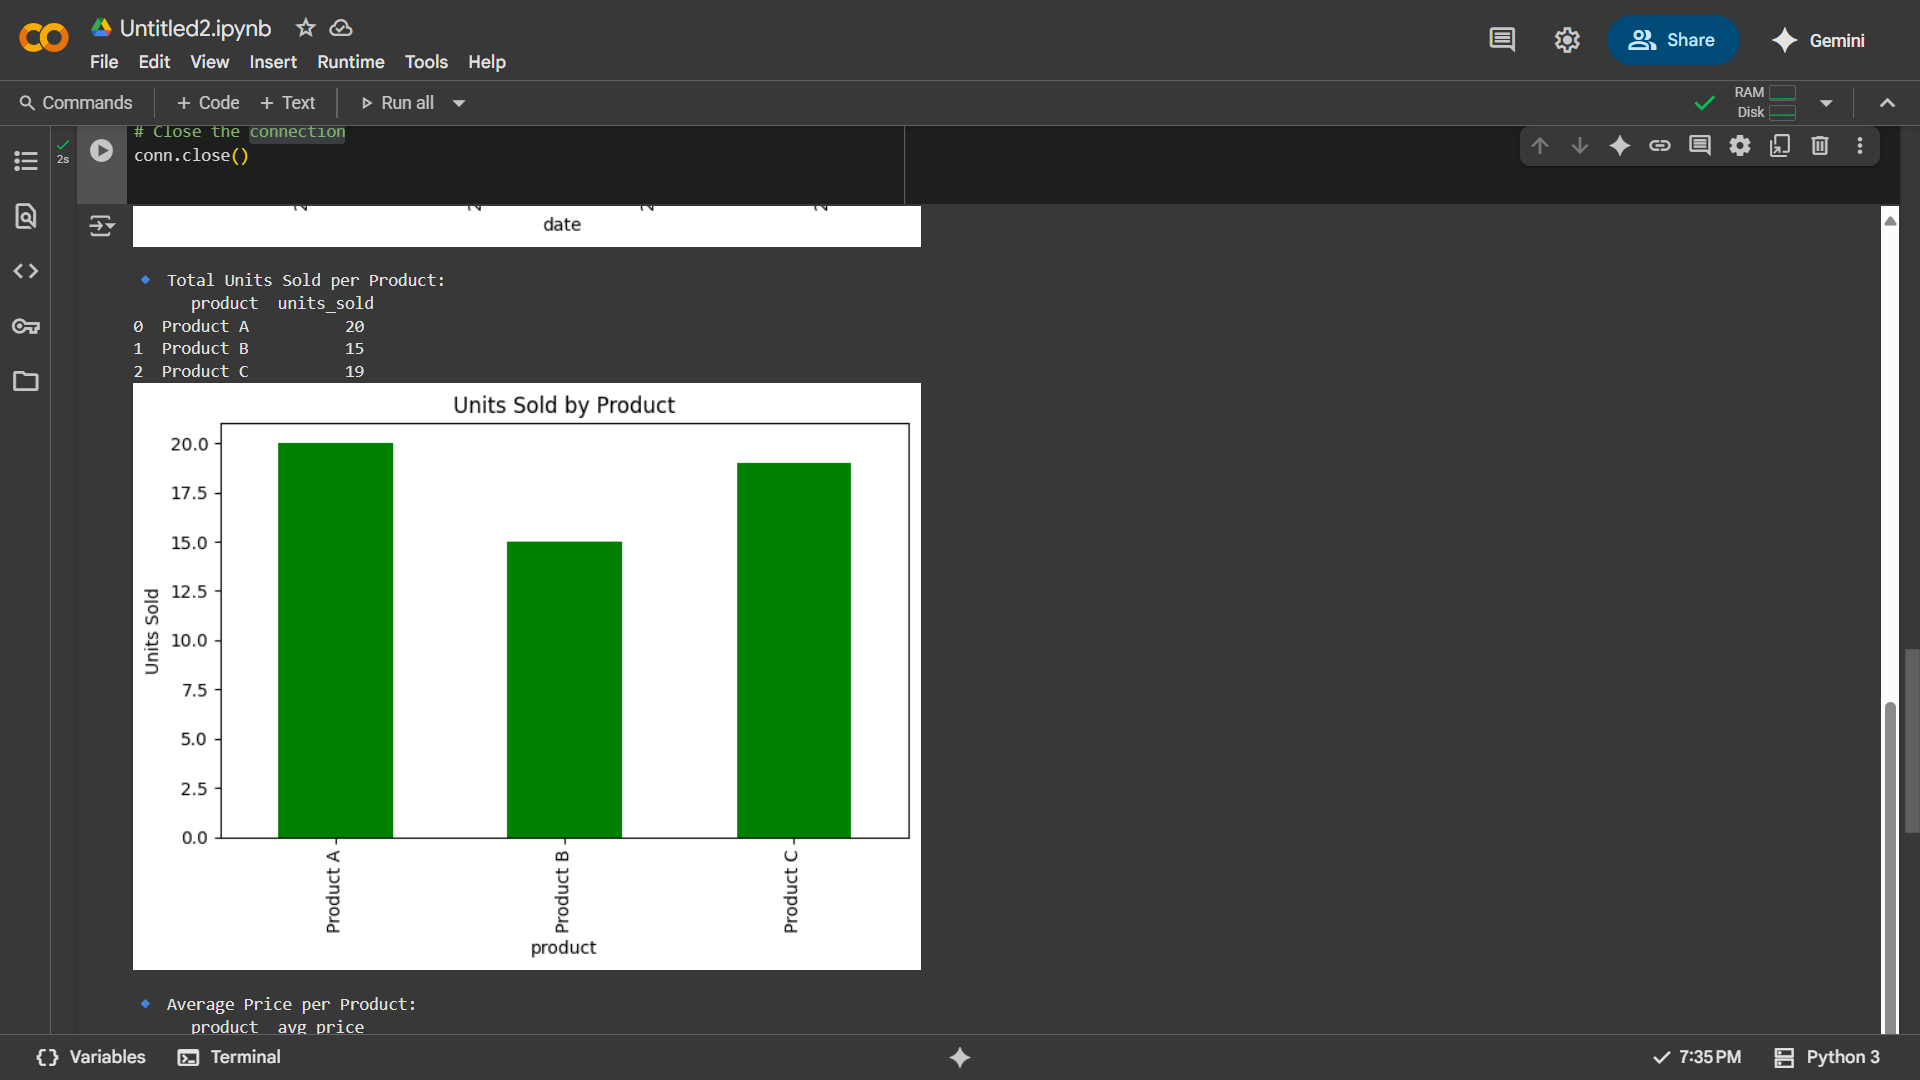 Untitled2.ipynb
File Edit View Insert Runtime Tools Help
Share
Gemini
Commands
+ Code + Text
Run all
RAM
Disk
2s
# Close the connection
conn.close()
date
Total Units Sold per Product:
product units_sold
0 Product A 20
1 Product B 15
2 Product C 19
Units Sold by Product
20.0
17.5
15.0
12.5
10.0
7.5
5.0
2.5
0.0
Units Sold
Product A
Product B
Product C
product
Average Price per Product:
product avg_price
Variables Terminal
7:35 PM
Python 3